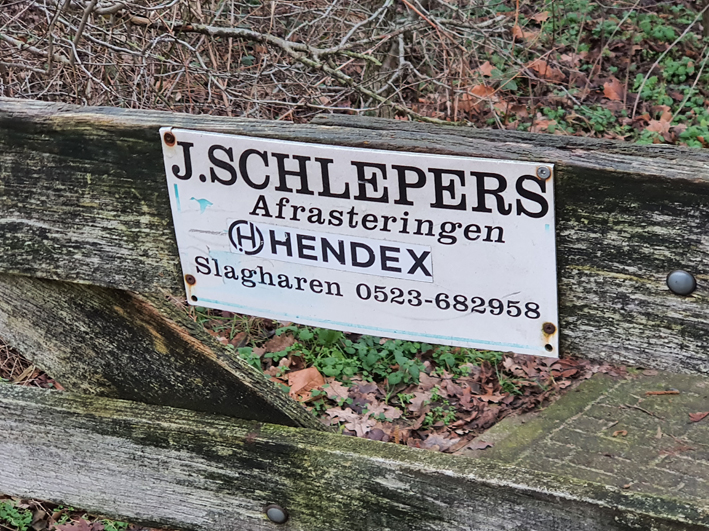 J.SCHLEPERS
Afrasteringen
HENDEX
Slagharen 0523-682958